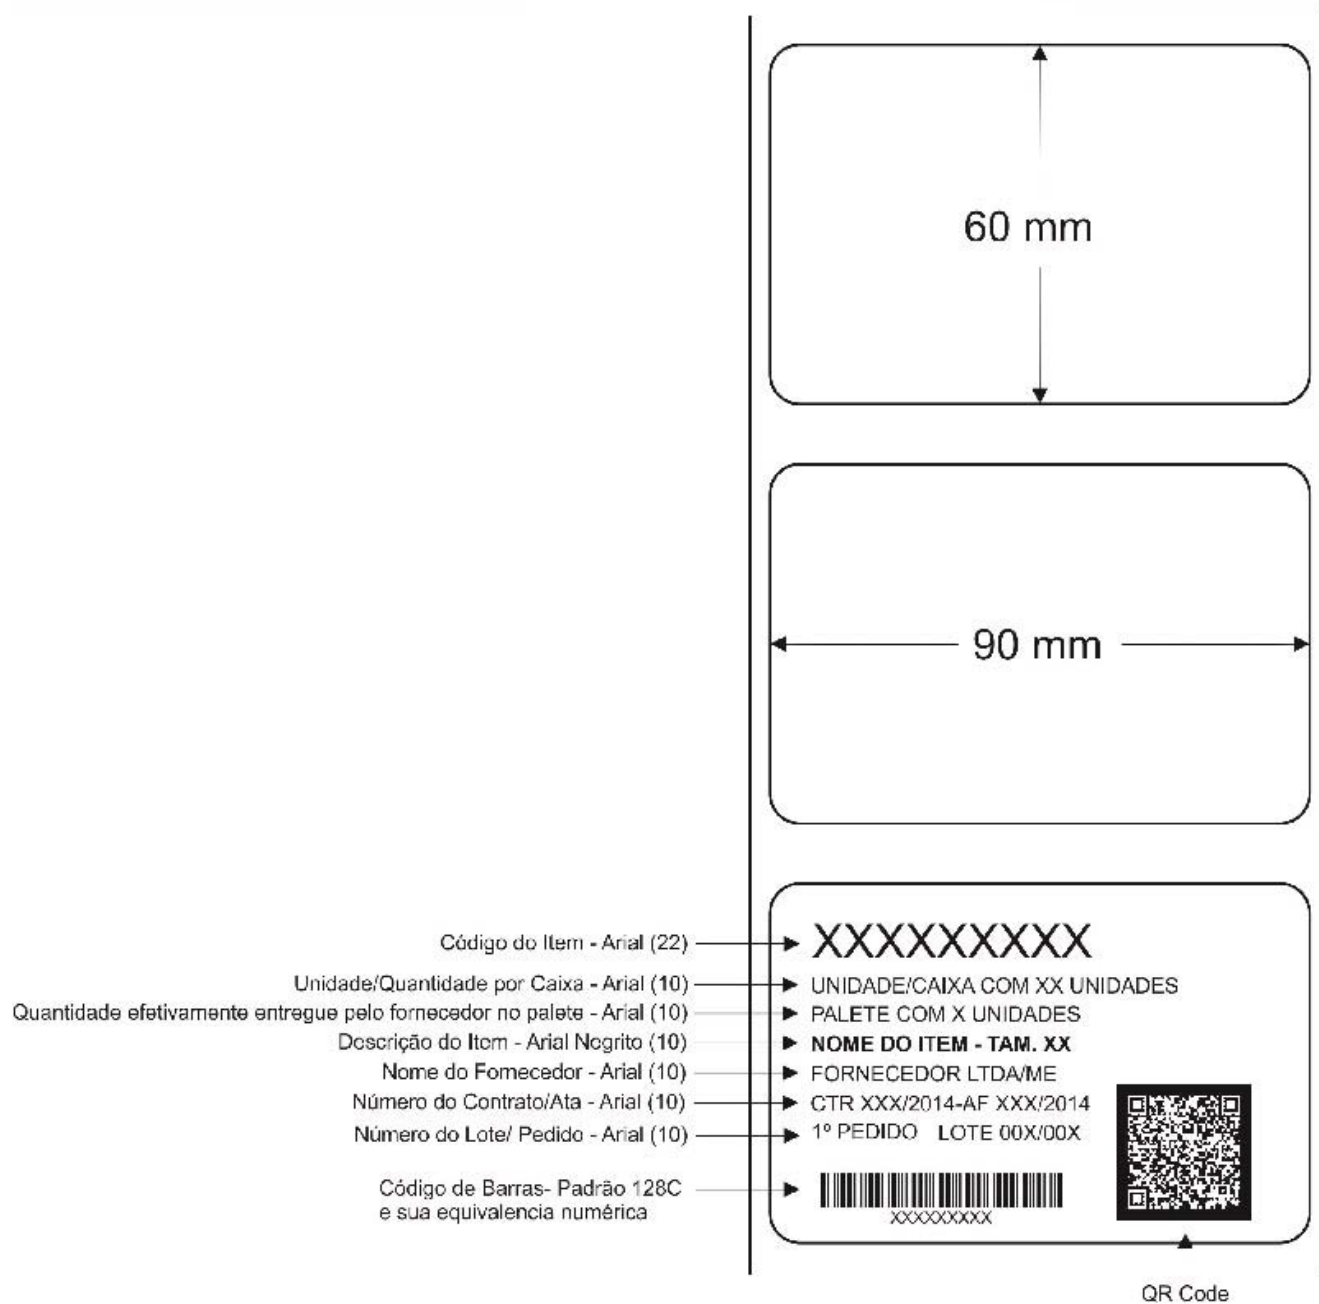 60 mm
90 mm
Código do Item - Arial (22)
XXXXXXXXX
Unidade/Quantidade por Caixa - Arial (10)
UNIDADE/CAIXA COM XX UNIDADES
Quantidade efetivamente entregue pelo fornecedor no palete - Arial (10)
PALETE COM X UNIDADES
Descrição do Item - Arial Negrito (10)
NOME DO ITEM - TAM. XX
Nome do Fornecedor - Arial (10)
FORNECEDOR LTDA/ME
Número do Contrato/Ata - Arial (10)
CTR XXX/2014-AF XXX/2014
Número do Lote/ Pedido - Arial (10)
1º PEDIDO LOTE 00X/00X
Código de Barras- Padrão 128C
e sua equivalencia numérica
XXXXXXXXX
QR Code